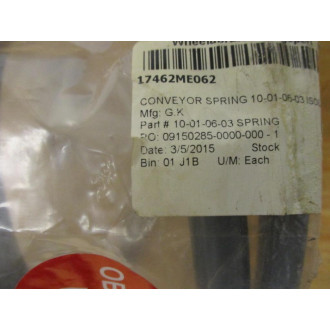 17462ME062
CONVEYOR SPRING 10-01-06-03
Mfg: G.K
Part # 10-01-06-03 SPRING
PO: 09150285-0000-000 - 1
Date: 3/5/2015 Stock
Bin: 01 J1B U/M: Each